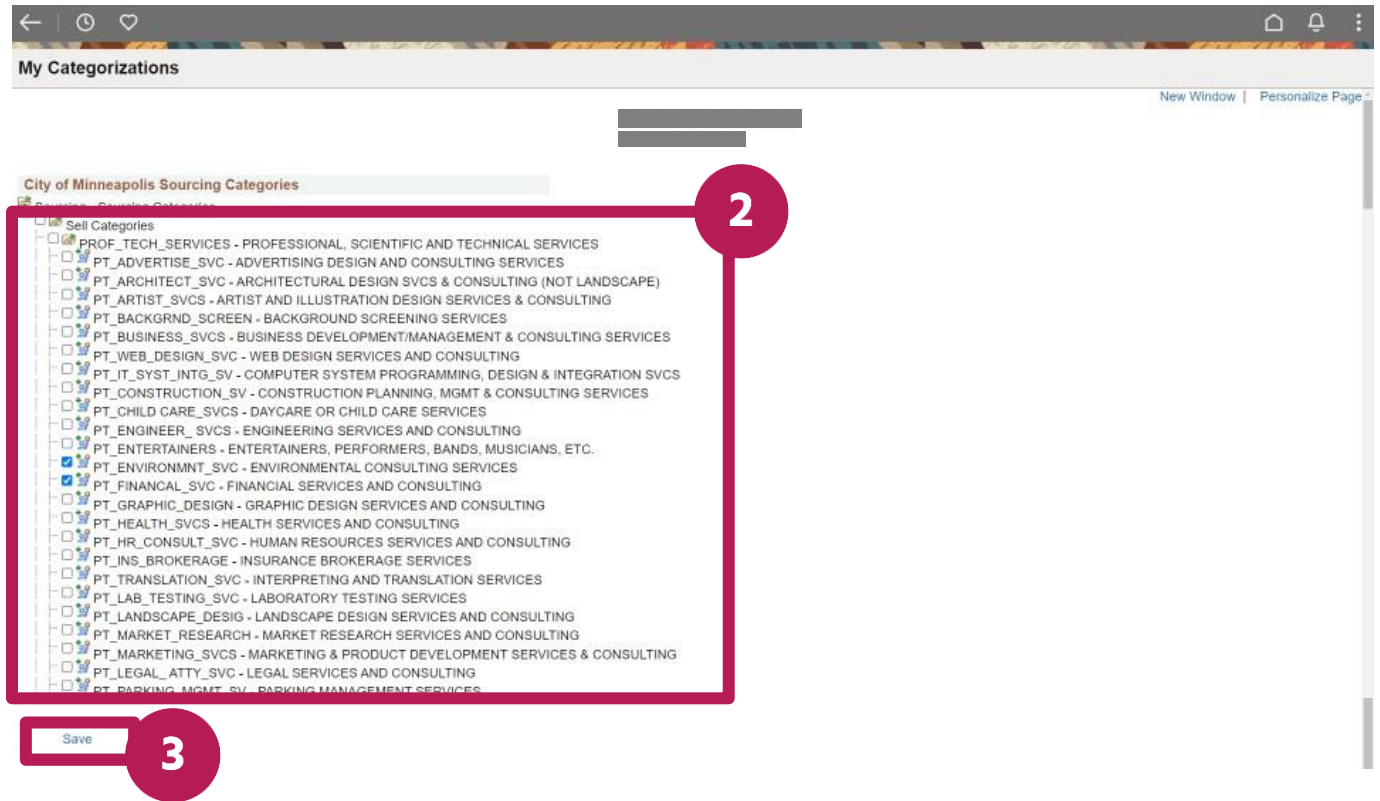 My Categorizations
New Window | Personalize Page
City of Minneapolis Sourcing Categories
Sourcing - Sourcing Categories
2
Sell Categories
PROF_TECH_SERVICES - PROFESSIONAL, SCIENTIFIC AND TECHNICAL SERVICES
PT_ADVERTISE_SVC - ADVERTISING DESIGN AND CONSULTING SERVICES
PT_ARCHITECT_SVC - ARCHITECTURAL DESIGN SVCS & CONSULTING (NOT LANDSCAPE)
PT_ARTIST_SVCS - ARTIST AND ILLUSTRATION DESIGN SERVICES & CONSULTING
PT_BACKGRND_SCREEN - BACKGROUND SCREENING SERVICES
PT_BUSINESS_SVCS - BUSINESS DEVELOPMENT/MANAGEMENT & CONSULTING SERVICES
PT_WEB_DESIGN_SVC - WEB DESIGN SERVICES AND CONSULTING
PT_IT_SYST_INTG_SV - COMPUTER SYSTEM PROGRAMMING, DESIGN & INTEGRATION SVCS
PT_CONSTRUCTION_SV - CONSTRUCTION PLANNING, MGMT & CONSULTING SERVICES
PT_CHILD CARE_SVCS - DAYCARE OR CHILD CARE SERVICES
PT_ENGINEER_ SVCS - ENGINEERING SERVICES AND CONSULTING
PT_ENTERTAINERS - ENTERTAINERS, PERFORMERS, BANDS, MUSICIANS, ETC.
PT_ENVIRONMNT_SVC - ENVIRONMENTAL CONSULTING SERVICES
PT_FINANCAL_SVC - FINANCIAL SERVICES AND CONSULTING
PT_GRAPHIC_DESIGN - GRAPHIC DESIGN SERVICES AND CONSULTING
PT_HEALTH_SVCS - HEALTH SERVICES AND CONSULTING
PT_HR_CONSULT_SVC - HUMAN RESOURCES SERVICES AND CONSULTING
PT_INS_BROKERAGE - INSURANCE BROKERAGE SERVICES
PT_TRANSLATION_SVC - INTERPRETING AND TRANSLATION SERVICES
PT_LAB_TESTING_SVC - LABORATORY TESTING SERVICES
PT_LANDSCAPE_DESIG - LANDSCAPE DESIGN SERVICES AND CONSULTING
PT_MARKET_RESEARCH - MARKET RESEARCH SERVICES AND CONSULTING
PT_MARKETING_SVCS - MARKETING & PRODUCT DEVELOPMENT SERVICES & CONSULTING
PT_LEGAL_ ATTY_SVC - LEGAL SERVICES AND CONSULTING
PT_PARKING_MGMT_SV - PARKING MANAGEMENT SERVICES
Save
3